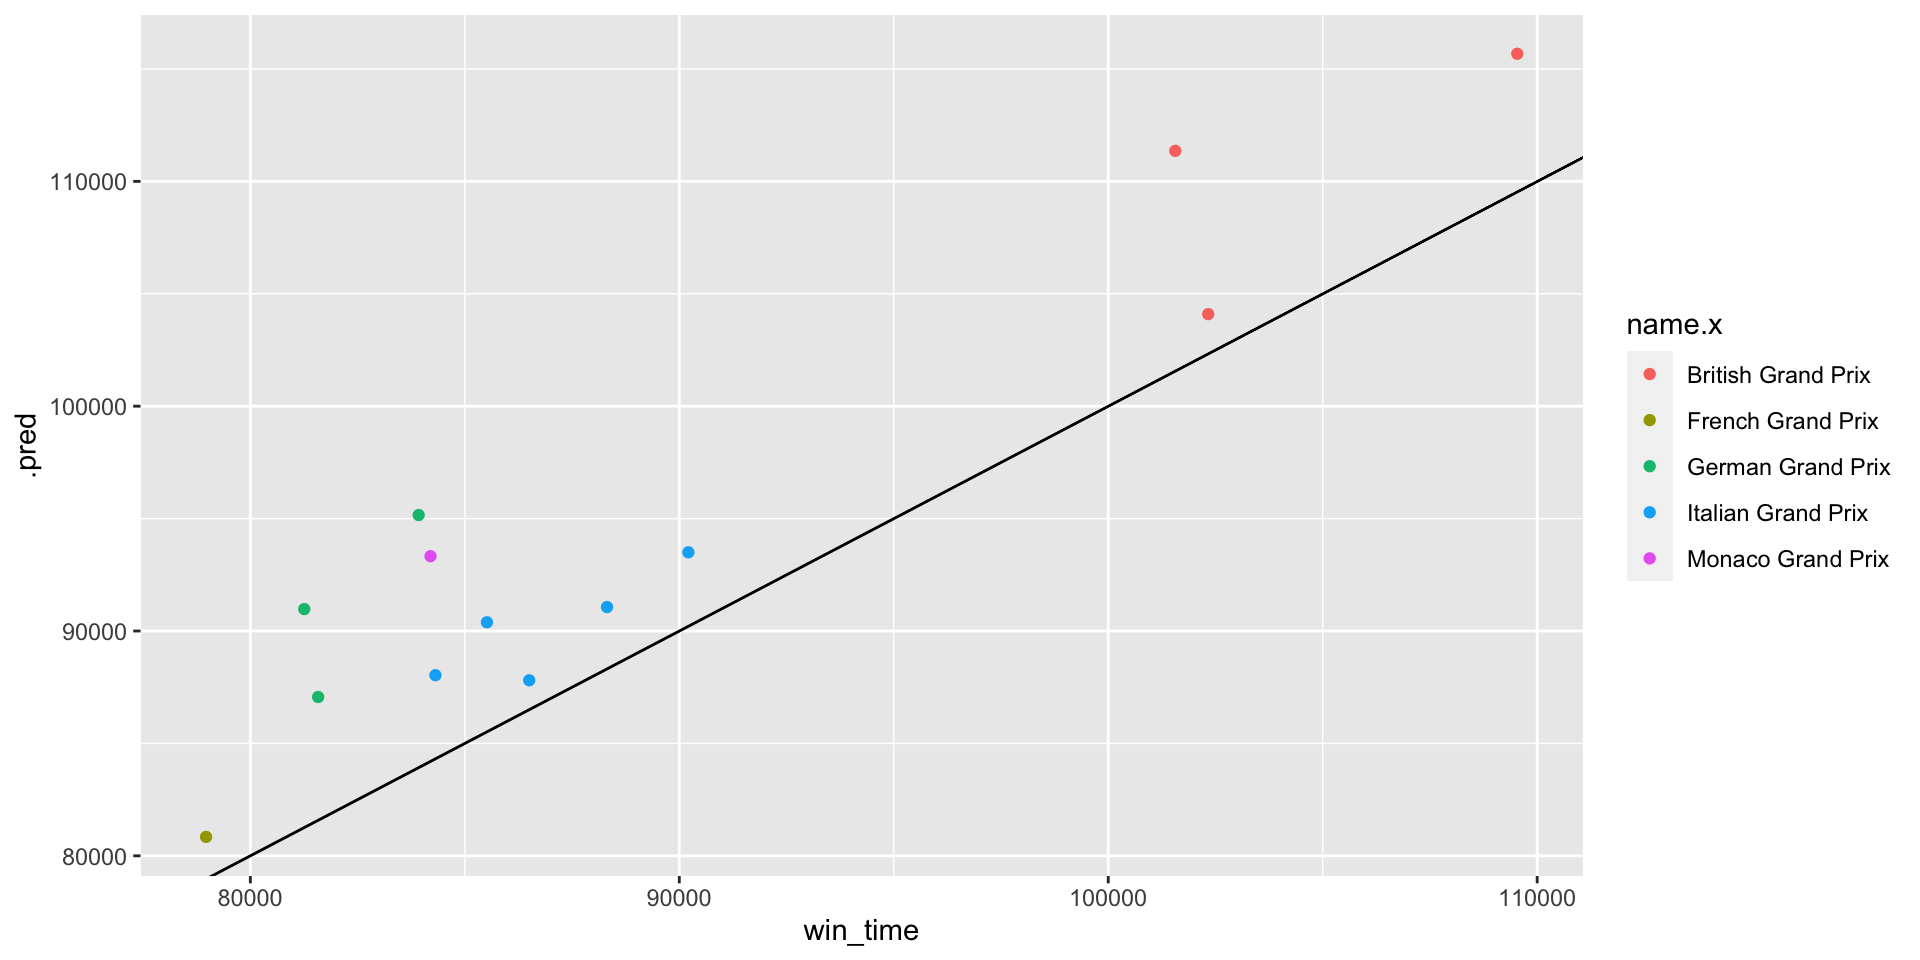 110000
100000
90000
80000
.pred
80000 90000 100000 110000
win_time
name.x
British Grand Prix
French Grand Prix
German Grand Prix
Italian Grand Prix
Monaco Grand Prix